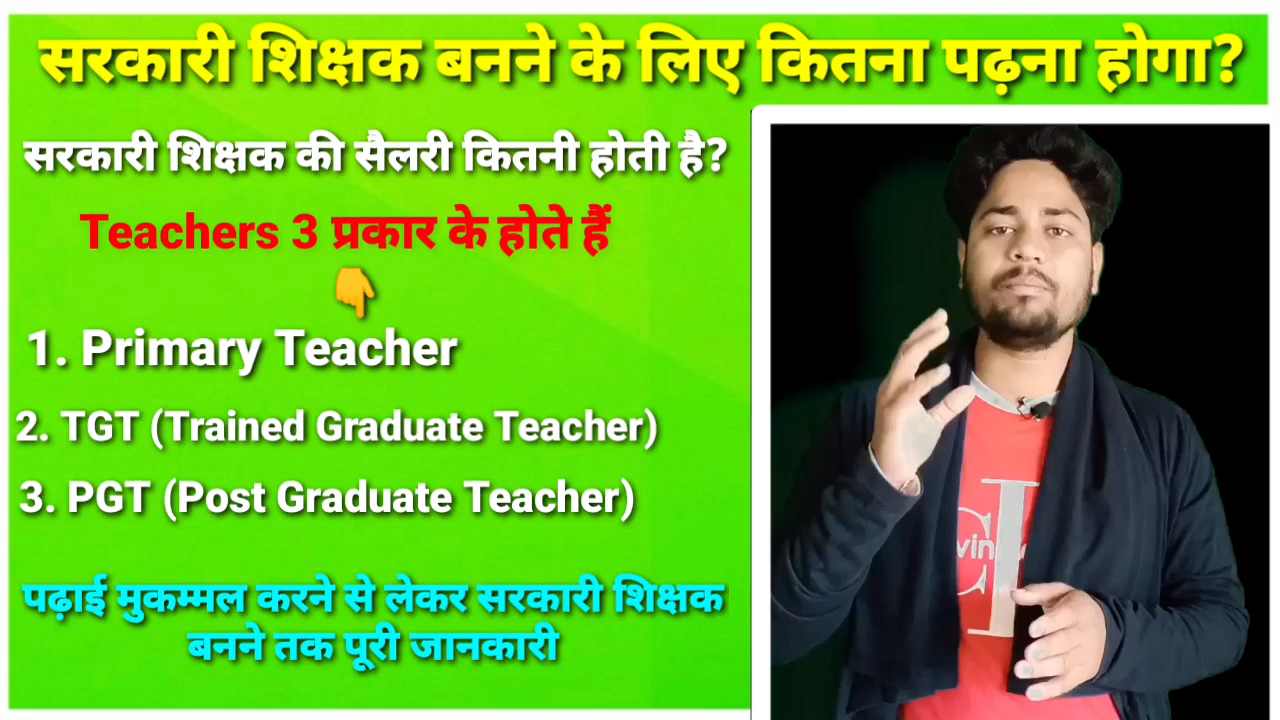 सरकारी शिक्षक बनने के लिए कितना पढ़ना होगा?
सरकारी शिक्षक की सैलरी कितनी होती है?
Teachers 3 प्रकार के होते हैं
1. Primary Teacher
2. TGT (Trained Graduate Teacher)
3. PGT (Post Graduate Teacher)
पढ़ाई मुकम्मल करने से लेकर सरकारी शिक्षक
बनने तक पूरी जानकारी